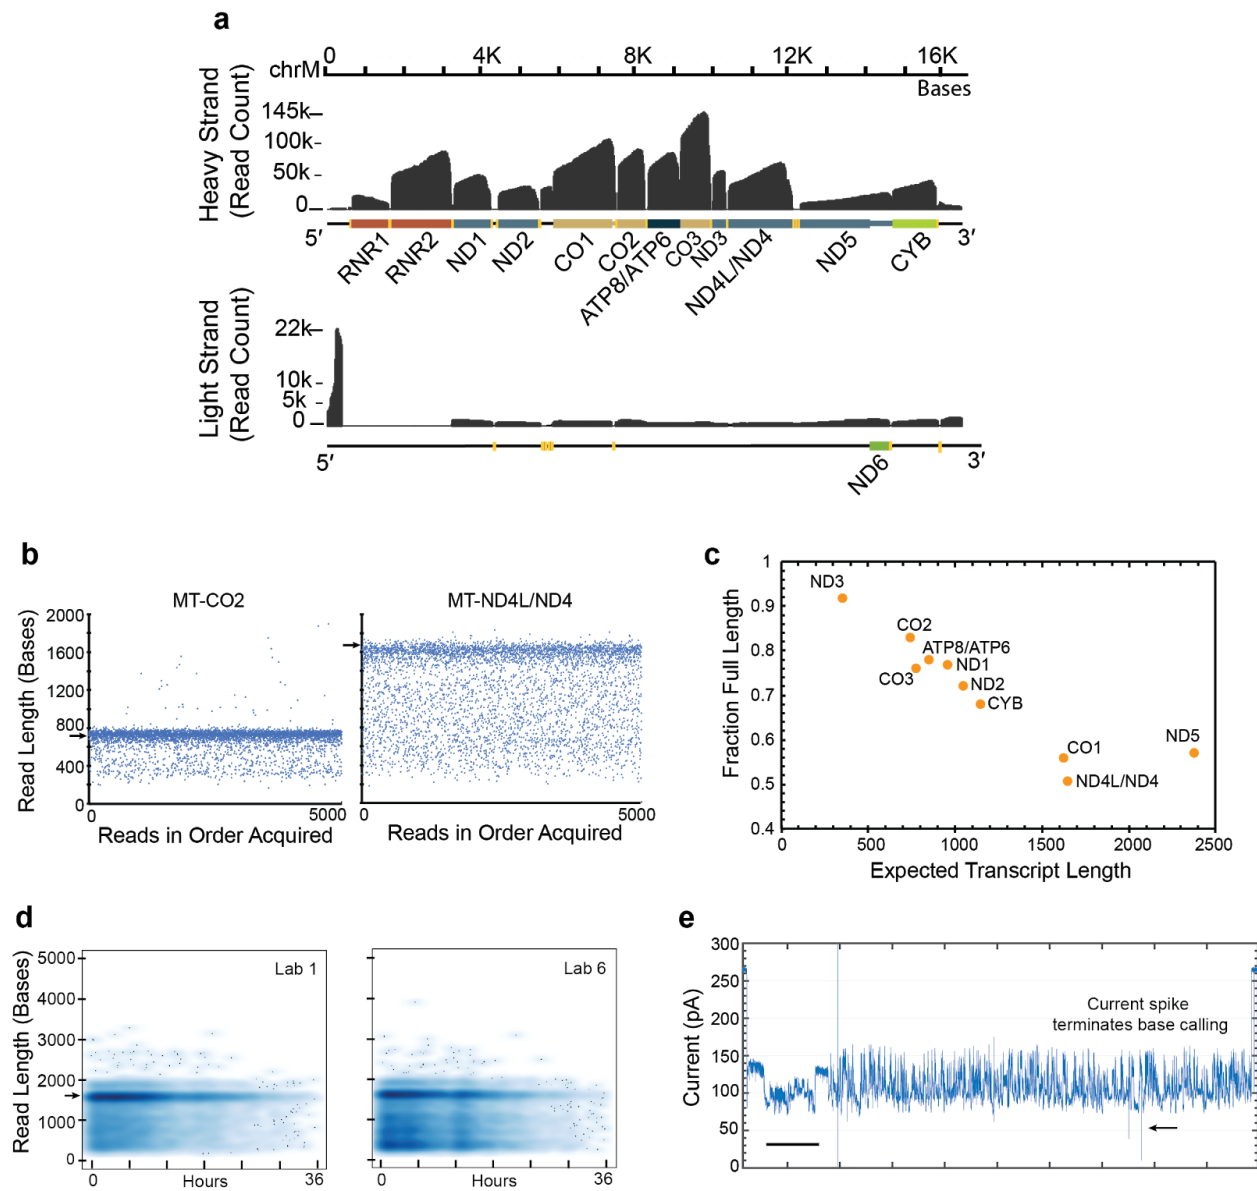 a
0 4K 8K 12K 16K
chrM
Bases
Heavy Strand
(Read Count)
145k
100k
50k
0
5′ 3′
RNR1 RNR2 ND1 ND2 CO1 CO2 ATP8/ATP6 CO3 ND3 ND4L/ND4 ND5 CYB
Light Strand
(Read Count)
22k
10k
5k
0
5′ 3′
ND6
b
MT-CO2
MT-ND4L/ND4
Read Length (Bases)
2000
1600
1200
800
400
0
0 5000
0 5000
Reads in Order Acquired
Reads in Order Acquired
c
Fraction Full Length
1
0.9
0.8
0.7
0.6
0.5
0.4
ND3
CO2
ATP8/ATP6
CO3
ND1
ND2
CYB
CO1
ND5
ND4L/ND4
0 500 1000 1500 2000 2500
Expected Transcript Length
d
Read Length (Bases)
5000
4000
3000
2000
1000
0
Lab 1
Lab 6
0 Hours 36
0 Hours 36
e
Current (pA)
300
250
200
150
100
50
0
Current spike
terminates base calling